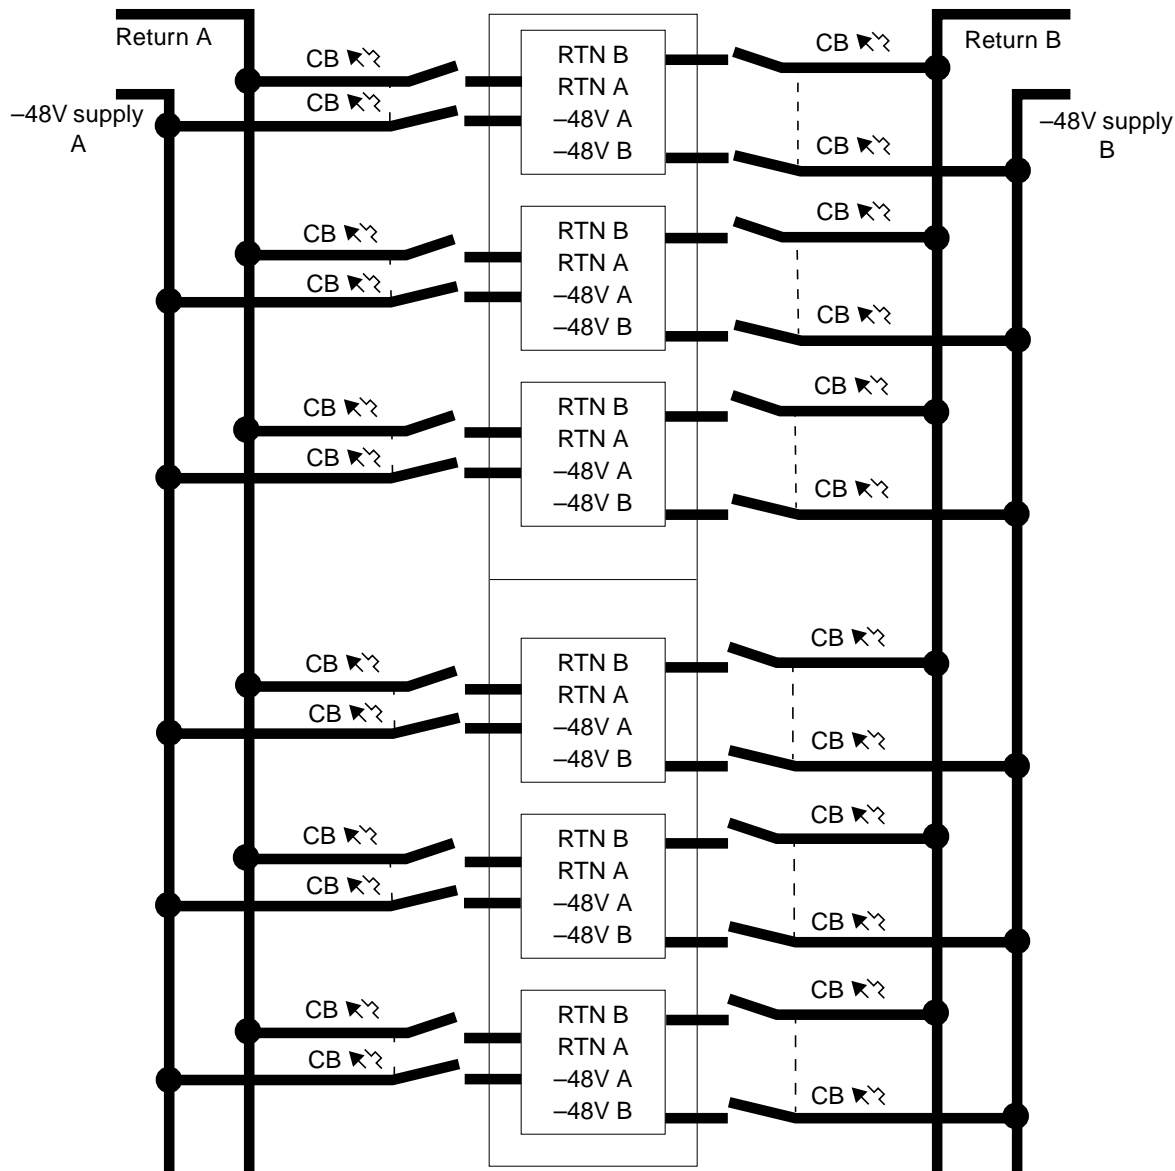 Return A
Return B
–48V supply
A
–48V supply
B
CB
CB
RTN B
RTN A
–48V A
–48V B
CB
CB
CB
CB
RTN B
RTN A
–48V A
–48V B
CB
CB
CB
CB
RTN B
RTN A
–48V A
–48V B
CB
CB
CB
CB
RTN B
RTN A
–48V A
–48V B
CB
CB
CB
CB
RTN B
RTN A
–48V A
–48V B
CB
CB
CB
CB
RTN B
RTN A
–48V A
–48V B
CB
CB